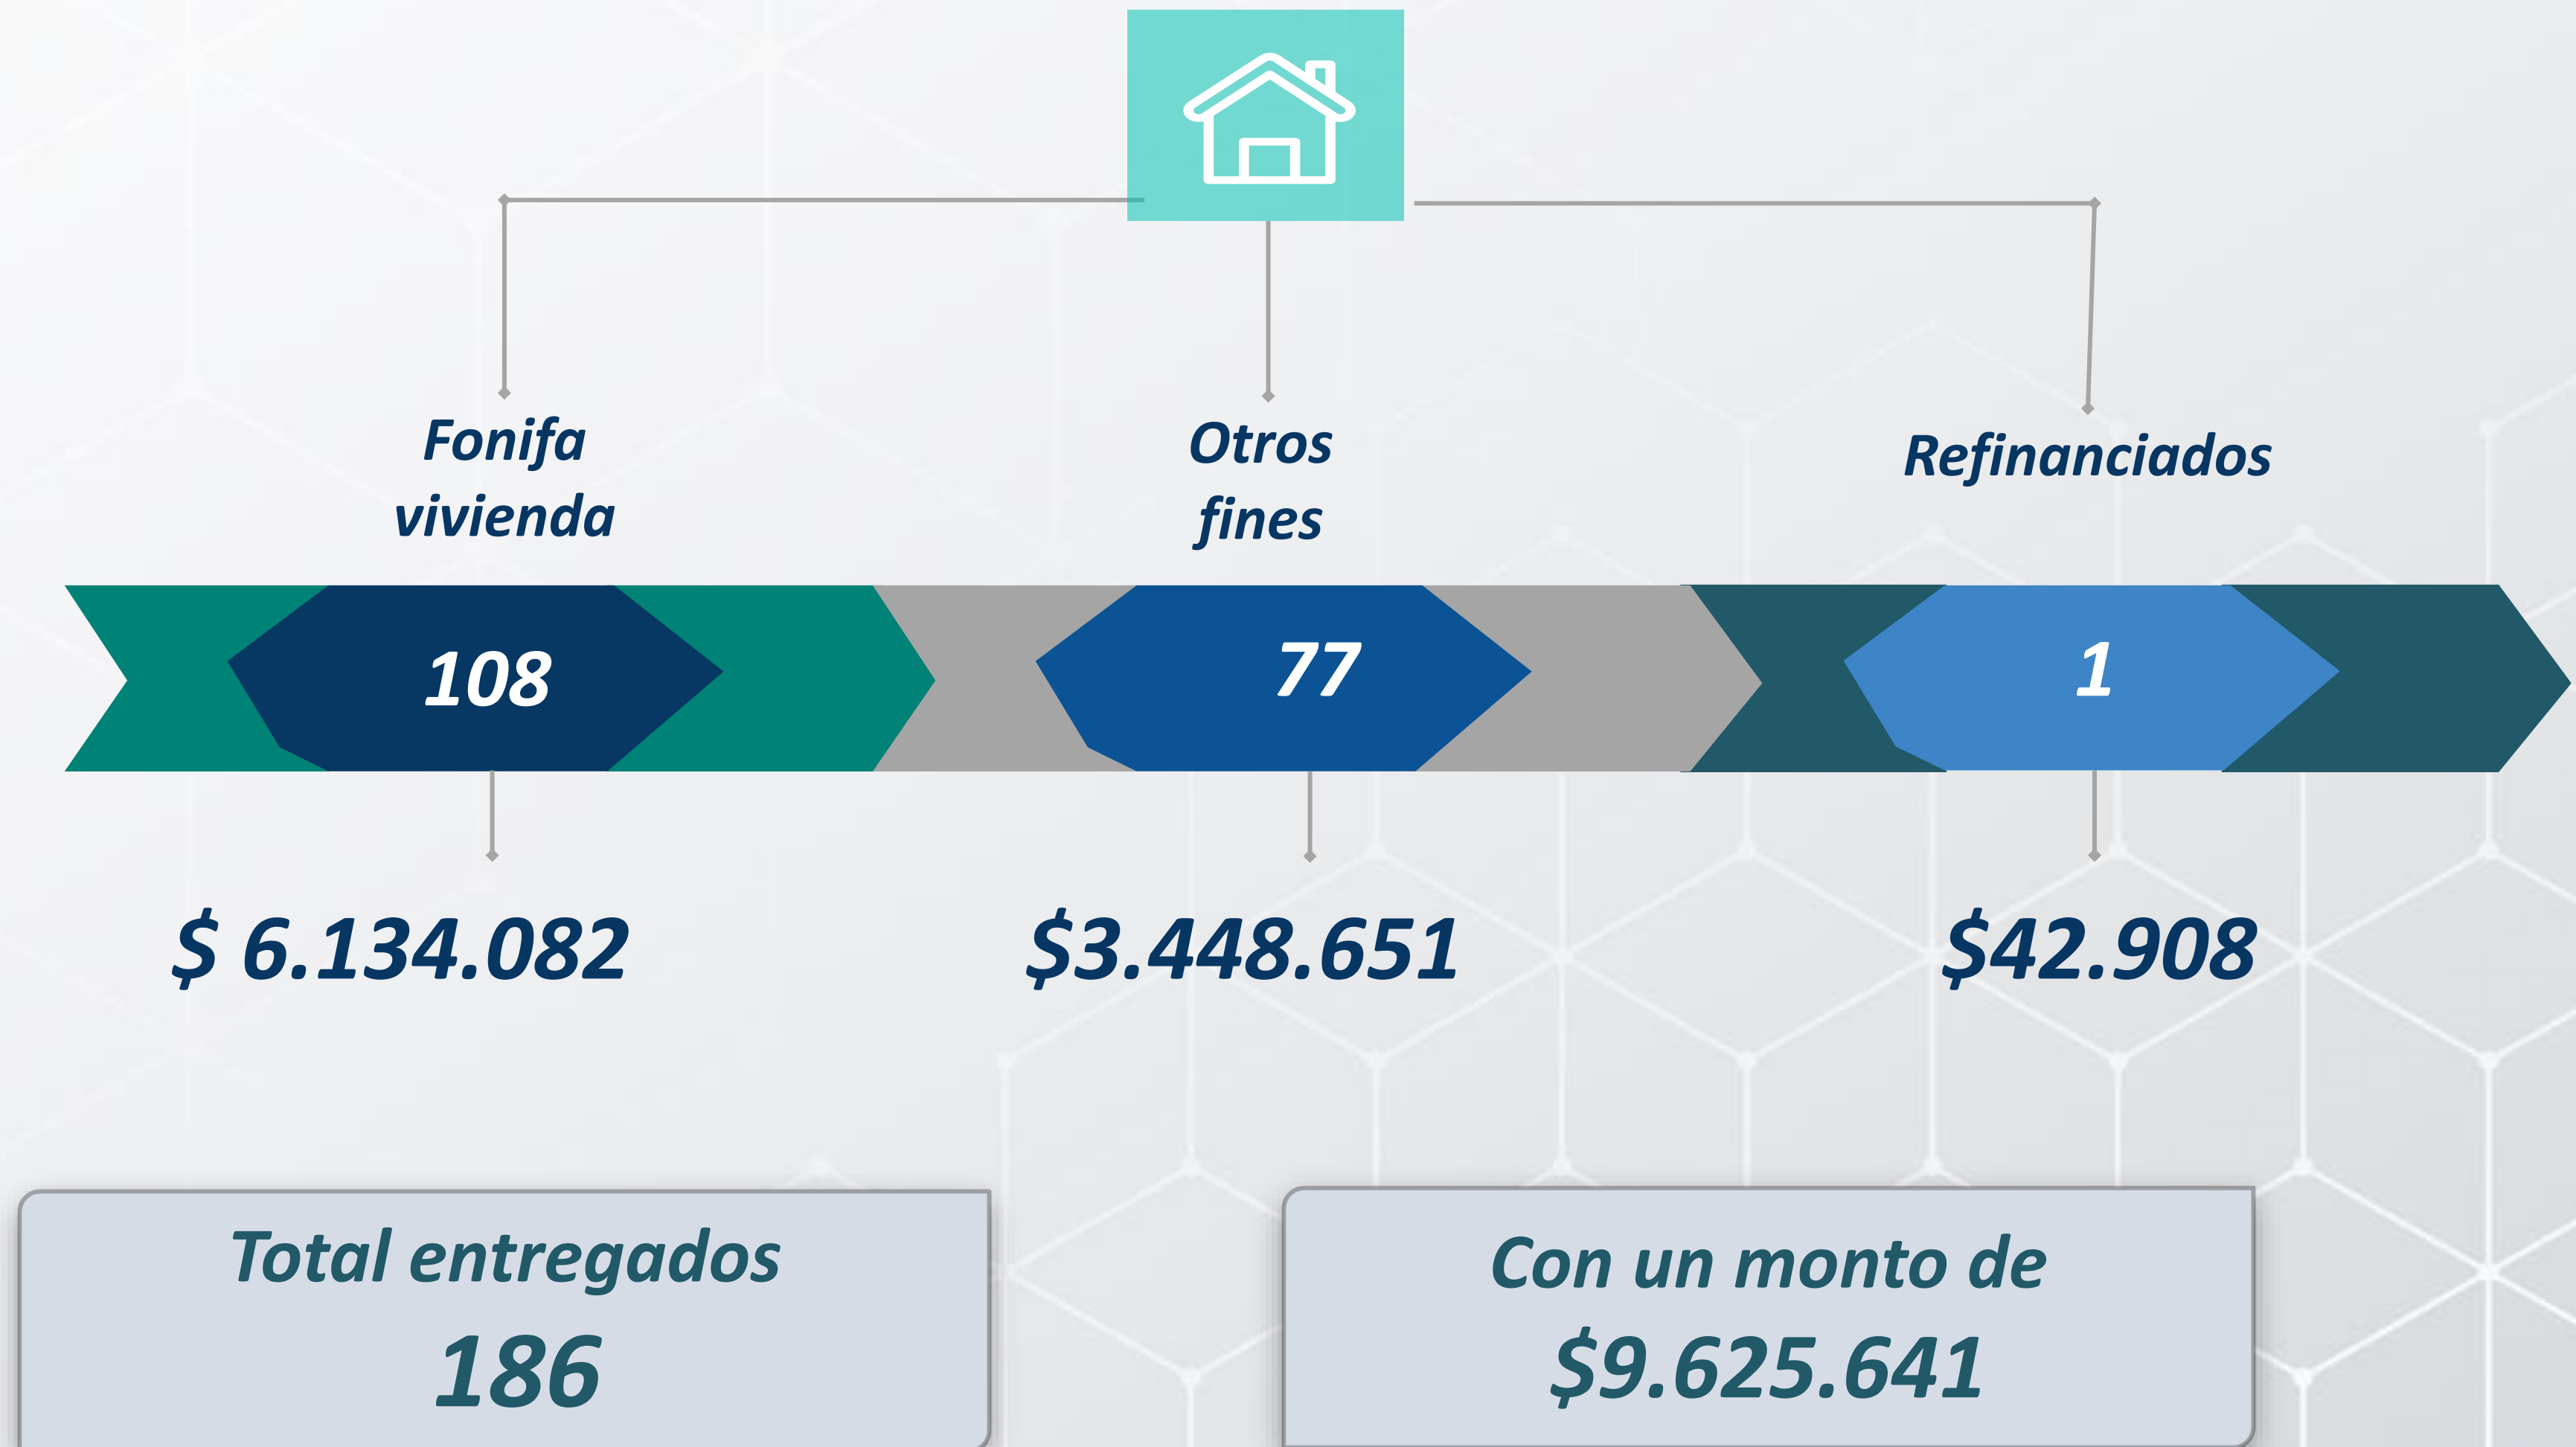 Fonifa
vivienda
Otros
fines
Refinanciados
108
77
1
$ 6.134.082
$3.448.651
$42.908
Total entregados
186
Con un monto de
$9.625.641